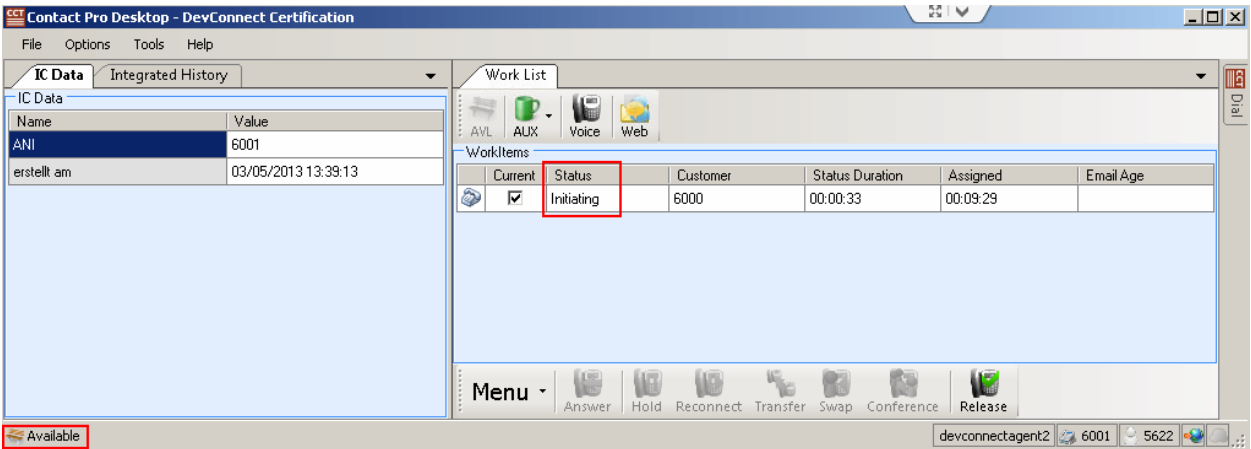 CCT Contact Pro Desktop - DevConnect Certification
File Options Tools Help
IC Data Integrated History
IC Data
Name Value
ANI 6001
erstellt am 03/05/2013 13:39:13
Work List
AVL AUX Voice Web
WorkItems
Current Status Customer Status Duration Assigned Email Age
Initiating 6000 00:00:33 00:09:29
Menu Answer Hold Reconnect Transfer Swap Conference Release
Dial
Available devconnectagent2 6001 5622